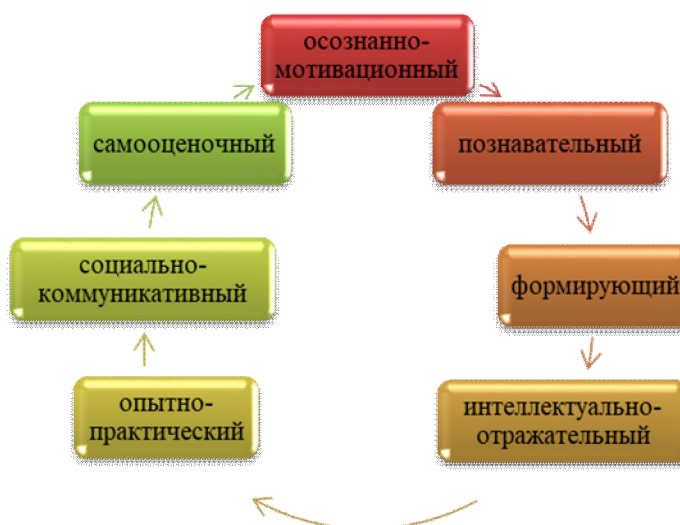 осознанно-
мотивационный
самооценочный
познавательный
социально-
коммуникативный
формирующий
опытно-
практический
интеллектуально-
отражательный